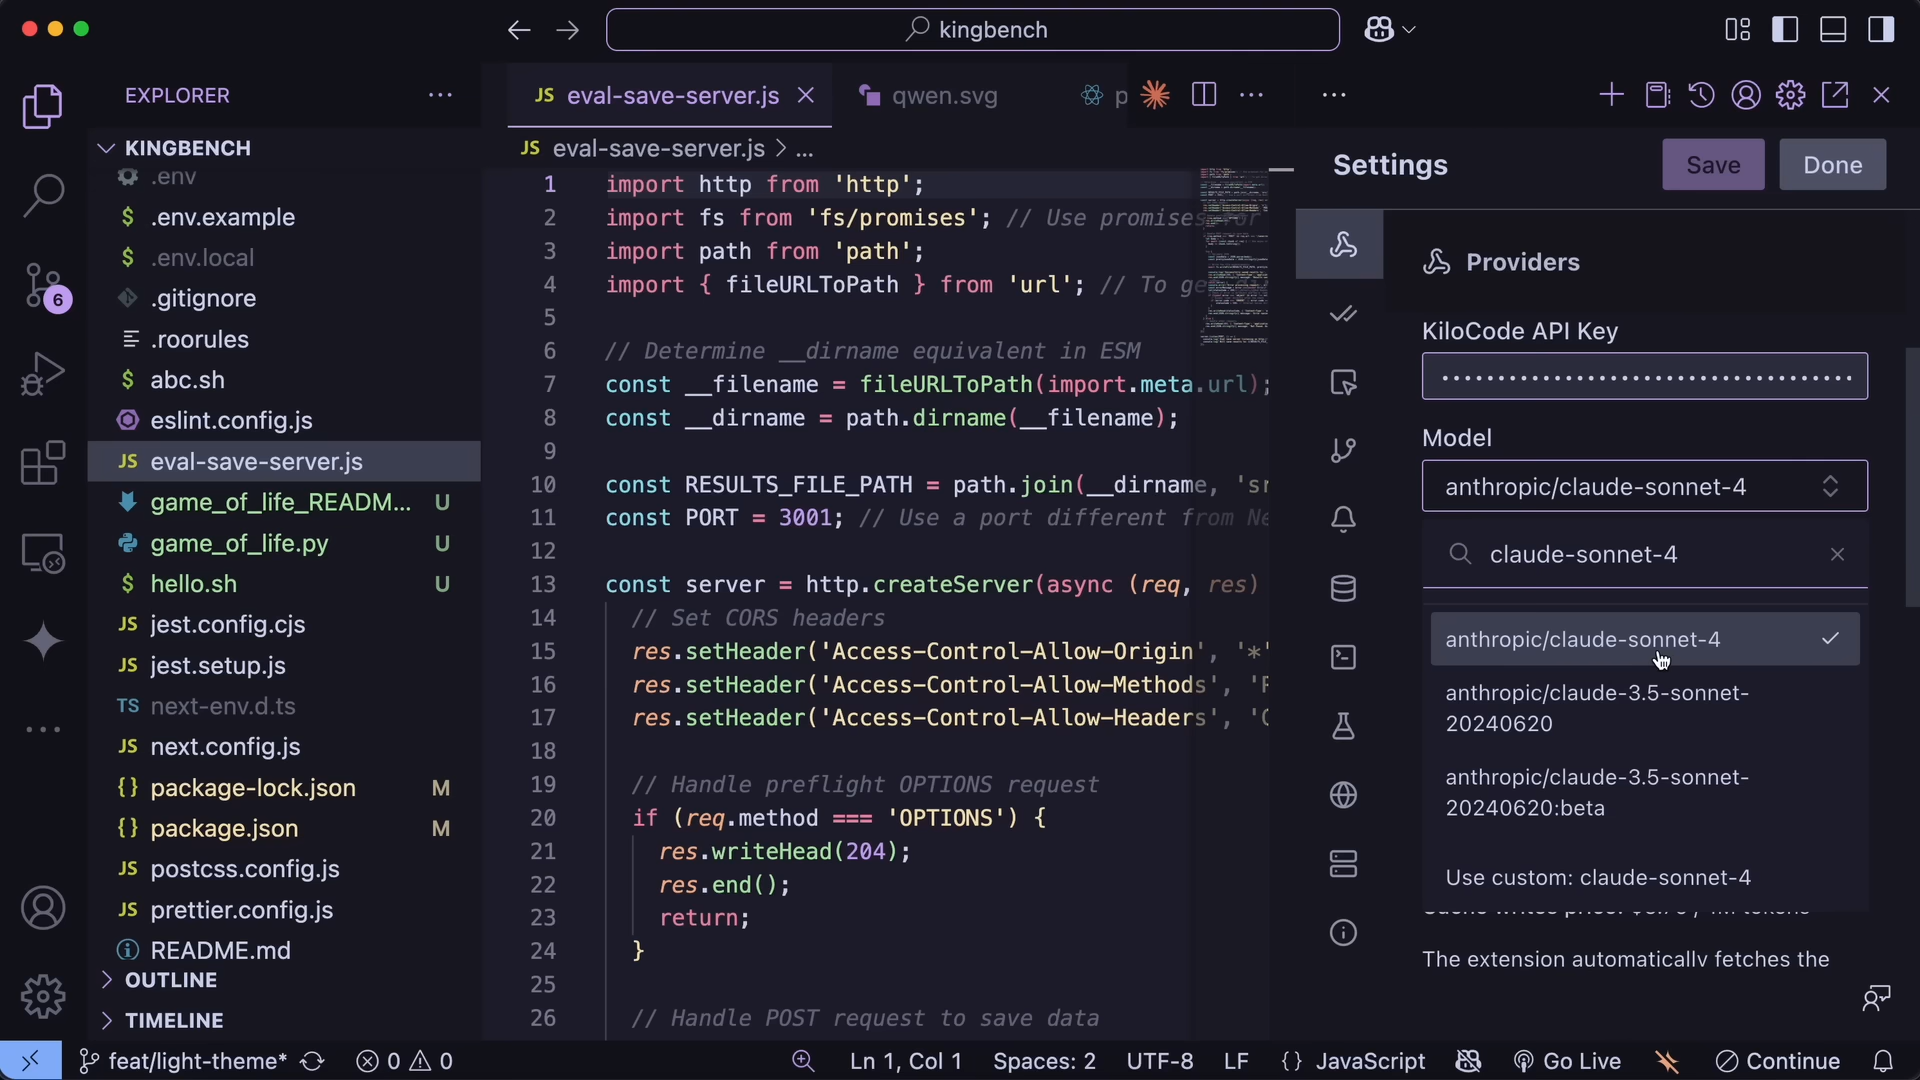 kingbench
EXPLORER
KINGBENCH
.env
$ .env.example
$ .env.local
.gitignore
.roorules
$ abc.sh
eslint.config.js
JS eval-save-server.js
game_of_life_READM... U
game_of_life.py U
$ hello.sh U
JS jest.config.cjs
JS jest.setup.js
TS next-env.d.ts
JS next.config.js
{} package-lock.json M
{} package.json M
JS postcss.config.js
JS prettier.config.js
README.md
OUTLINE
TIMELINE
6
JS eval-save-server.js
qwen.svg
p
JS eval-save-server.js > ...
1 import http from 'http';
2 import fs from 'fs/promises'; // Use promises for
3 import path from 'path';
4 import { fileURLToPath } from 'url'; // To ge
5
6 // Determine __dirname equivalent in ESM
7 const __filename = fileURLToPath(import.meta.url);
8 const __dirname = path.dirname(__filename);
9
10 const RESULTS_FILE_PATH = path.join(__dirname, 'sr
11 const PORT = 3001; // Use a port different from Ne
12
13 const server = http.createServer(async (req, res)
14 // Set CORS headers
15 res.setHeader('Access-Control-Allow-Origin', '*'
16 res.setHeader('Access-Control-Allow-Methods', 'P
17 res.setHeader('Access-Control-Allow-Headers', 'C
18
19 // Handle preflight OPTIONS request
20 if (req.method === 'OPTIONS') {
21 res.writeHead(204);
22 res.end();
23 return;
24 }
25
26 // Handle POST request to save data
Settings
Save
Done
Providers
KiloCode API Key
Model
anthropic/claude-sonnet-4
claude-sonnet-4
anthropic/claude-sonnet-4
anthropic/claude-3.5-sonnet-
20240620
anthropic/claude-3.5-sonnet-
20240620:beta
Use custom: claude-sonnet-4
The extension automatically fetches the
feat/light-theme*
0 0
Ln 1, Col 1
Spaces: 2
UTF-8
LF
{} JavaScript
Go Live
Continue